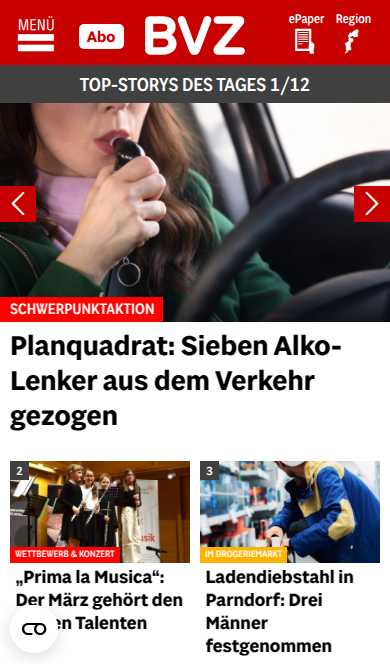 MENÜ
Abo
BVZ
ePaper
Region
TOP-STORYS DES TAGES 1/12
SCHWERPUNKTAKTION
Planquadrat: Sieben Alko-
Lenker aus dem Verkehr
gezogen
2
WETTBEWERB & KONZERT
„Prima la Musica“:
Der März gehört den
en Talenten
3
IM DROGERIEMARKT
Ladendiebstahl in
Parndorf: Drei
Männer
festgenommen